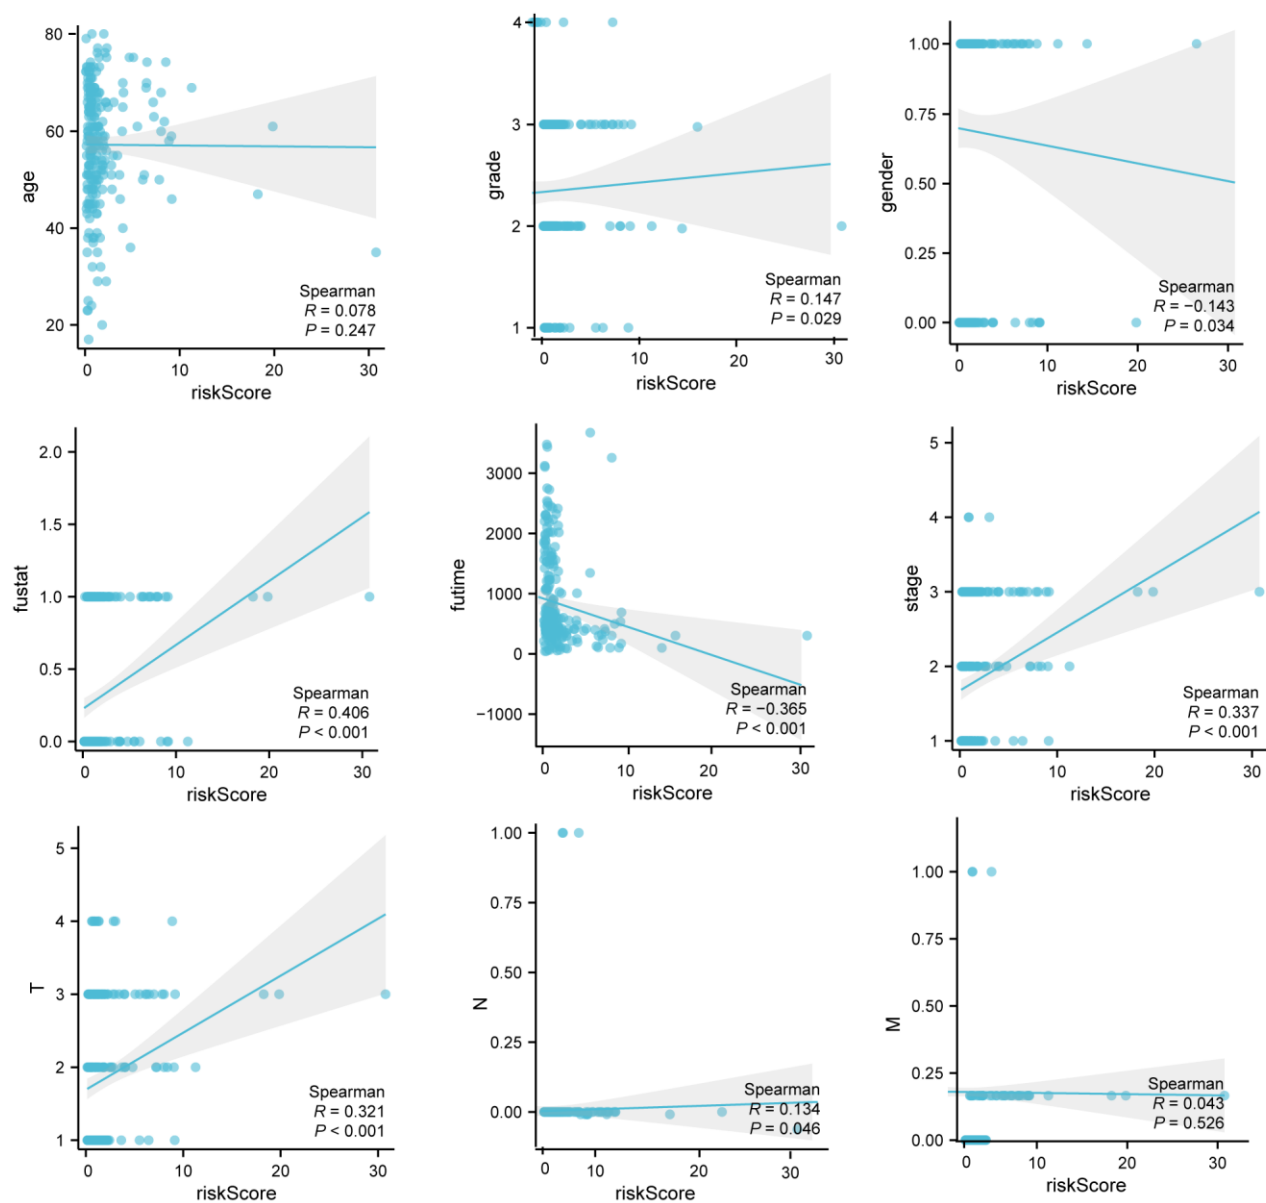 80
60
40
20
age
Spearman
R = 0.078
P = 0.247
0 10 20 30
riskScore
4
3
2
1
grade
Spearman
R = 0.147
P = 0.029
0 10 20 30
riskScore
1.00
0.75
0.50
0.25
0.00
gender
Spearman
R = −0.143
P = 0.034
0 10 20 30
riskScore
2.0
1.5
1.0
0.5
0.0
fustat
Spearman
R = 0.406
P < 0.001
0 10 20 30
riskScore
3000
2000
1000
0
−1000
futime
Spearman
R = −0.365
P < 0.001
0 10 20 30
riskScore
5
4
3
2
1
stage
Spearman
R = 0.337
P < 0.001
0 10 20 30
riskScore
5
4
3
2
1
T
Spearman
R = 0.321
P < 0.001
0 10 20 30
riskScore
1.00
0.75
0.50
0.25
0.00
N
Spearman
R = 0.134
P = 0.046
0 10 20 30
riskScore
1.00
0.75
0.50
0.25
0.00
M
Spearman
R = 0.043
P = 0.526
0 10 20 30
riskScore